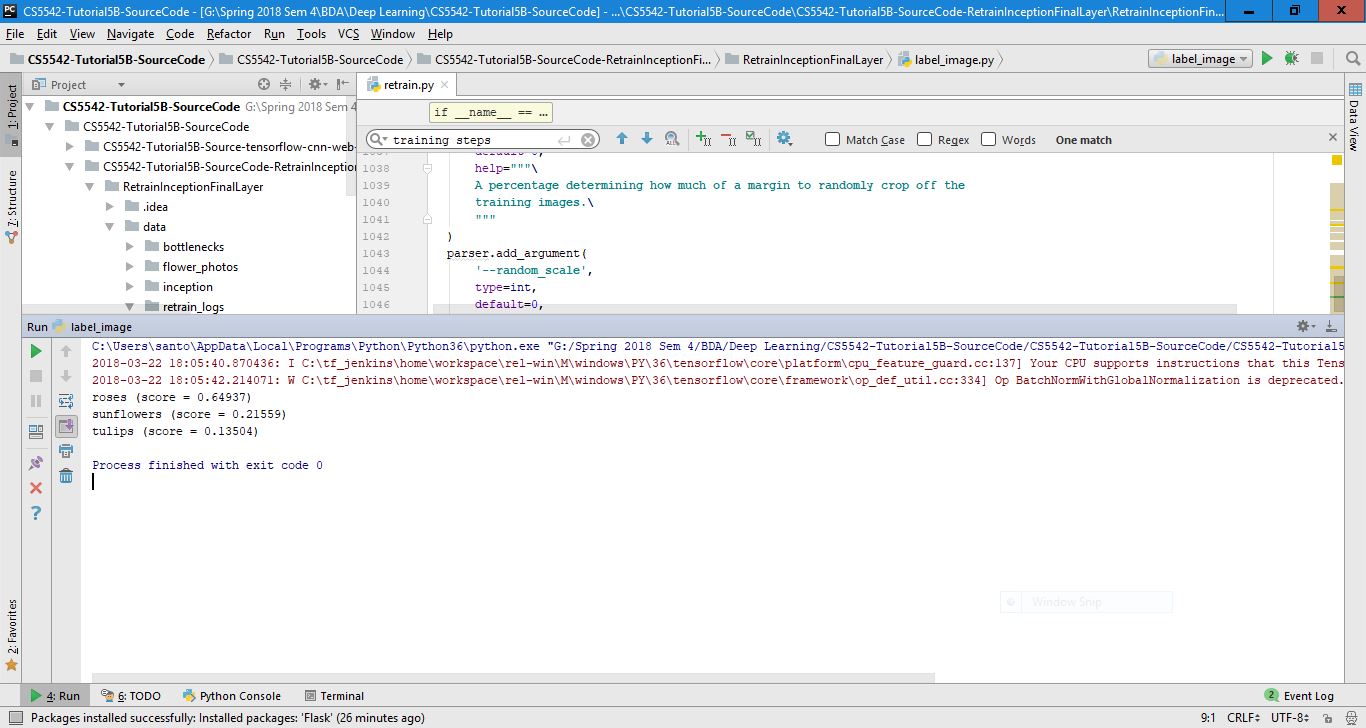 CS5542-Tutorial5B-SourceCode - [G:\Spring 2018 Sem 4\BDA\Deep Learning\CS5542-Tutorial5B-SourceCode] - ...\CS5542-Tutorial5B-SourceCode\CS5542-Tutorial5B-SourceCode-RetrainInceptionFinalLayer\RetrainInceptionFin...
File Edit View Navigate Code Refactor Run Tools VCS Window Help
CS5542-Tutorial5B-SourceCode CS5542-Tutorial5B-SourceCode CS5542-Tutorial5B-SourceCode-RetrainInceptionFi... RetrainInceptionFinalLayer label_image.py label_image
1: Project
7: Structure
2: Favorites
Data View
Project
CS5542-Tutorial5B-SourceCode G:\Spring 2018 Sem 4
CS5542-Tutorial5B-SourceCode
CS5542-Tutorial5B-Source-tensorflow-cnn-web-
CS5542-Tutorial5B-SourceCode-RetrainInceptio
RetrainInceptionFinalLayer
.idea
data
bottlenecks
flower_photos
inception
retrain_logs
retrain.py
if __name__ == ...
training steps Match Case Regex Words One match
1037 default=0,
1038 help="""\
1039 A percentage determining how much of a margin to randomly crop off the
1040 training images.\
1041 """
1042 )
1043 parser.add_argument(
1044 '--random_scale',
1045 type=int,
1046 default=0,
Run label_image
C:\Users\santo\AppData\Local\Programs\Python\Python36\python.exe "G:/Spring 2018 Sem 4/BDA/Deep Learning/CS5542-Tutorial5B-SourceCode/CS5542-Tutorial5B-SourceCode/CS5542-Tutorial5
2018-03-22 18:05:40.870436: I C:\tf_jenkins\home\workspace\rel-win\M\windows\PY\36\tensorflow\core\platform\cpu_feature_guard.cc:137] Your CPU supports instructions that this Tens
2018-03-22 18:05:42.214071: W C:\tf_jenkins\home\workspace\rel-win\M\windows\PY\36\tensorflow\core\framework\op_def_util.cc:334] Op BatchNormWithGlobalNormalization is deprecated.
roses (score = 0.64937)
sunflowers (score = 0.21559)
tulips (score = 0.13504)
Process finished with exit code 0
Window Snip
4: Run 6: TODO Python Console Terminal 2 Event Log
Packages installed successfully: Installed packages: 'Flask' (26 minutes ago) 9:1 CRLF UTF-8